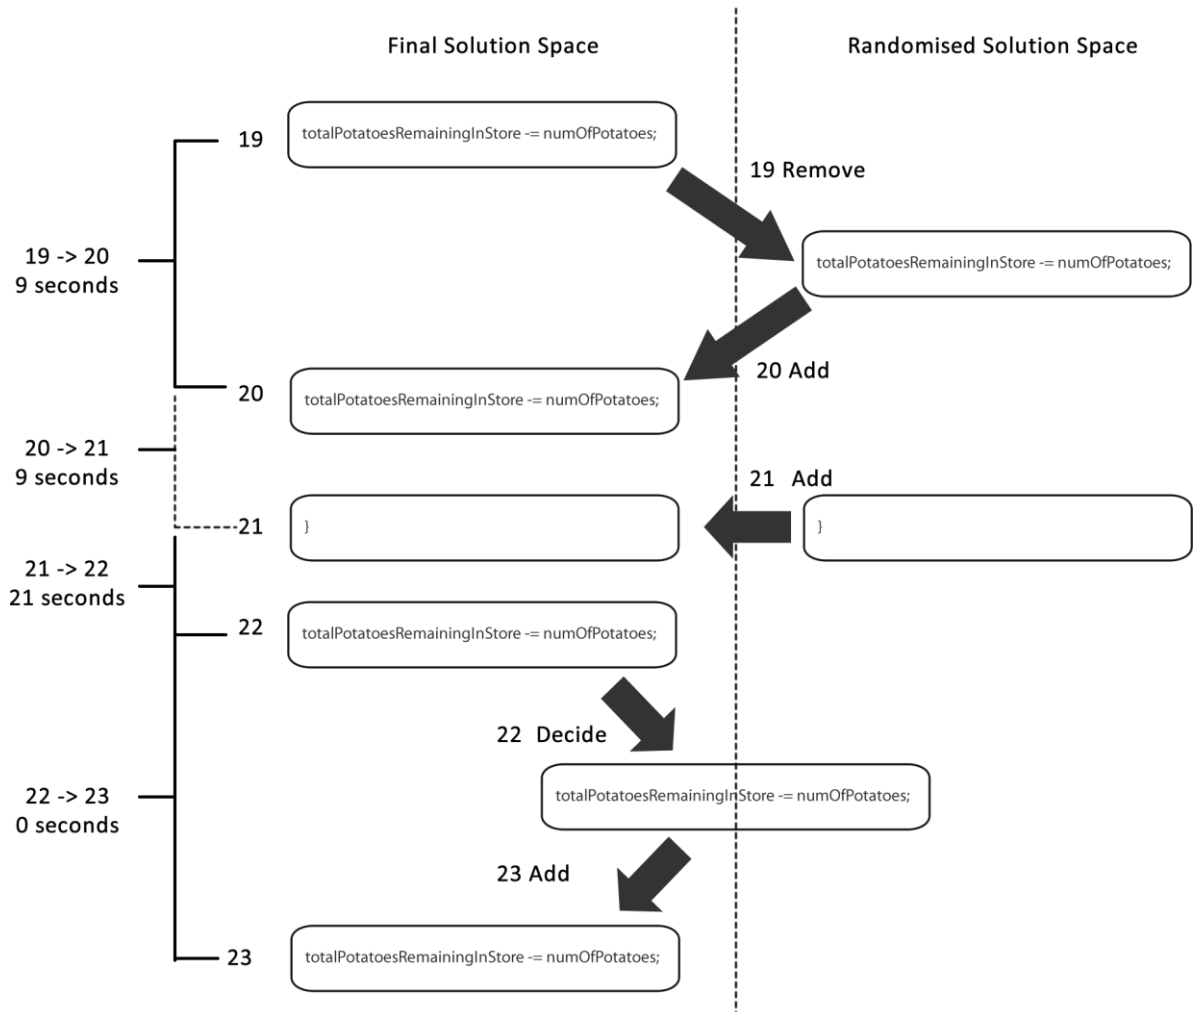 Final Solution Space
Randomised Solution Space
19
totalPotatoesRemainingInStore -= numOfPotatoes;
19 Remove
19 -> 20
9 seconds
totalPotatoesRemainingInStore -= numOfPotatoes;
20 Add
20
totalPotatoesRemainingInStore -= numOfPotatoes;
20 -> 21
9 seconds
21 Add
21
}
}
21 -> 22
21 seconds
22
totalPotatoesRemainingInStore -= numOfPotatoes;
22 Decide
22 -> 23
0 seconds
totalPotatoesRemainingInStore -= numOfPotatoes;
23 Add
23
totalPotatoesRemainingInStore -= numOfPotatoes;